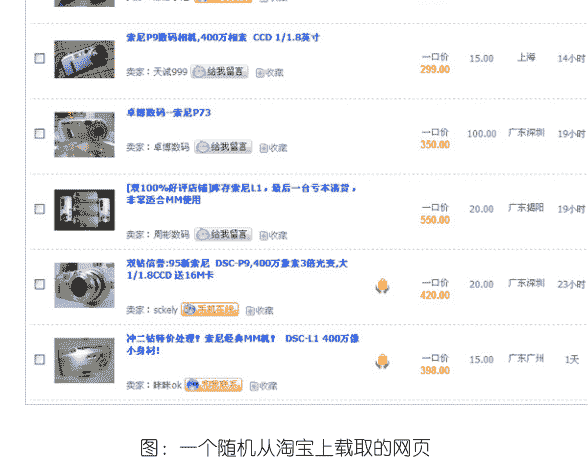 索尼P9数码相机,400万相素 CCD 1/1.8英寸
卖家：天诚999 给我留言 收藏
一口价
299.00
15.00
上海
14小时
卓博数码--索尼P73
卖家：卓博数码 给我留言 收藏
一口价
350.00
100.00
广东深圳
19小时
[双100%好评店铺]库存索尼L1，最后一台亏本清货，
非常适合MM使用
卖家：周彬数码 给我留言 收藏
一口价
550.00
20.00
广东揭阳
19小时
双钻信誉:95新索尼 DSC-P9,400万象素3倍光变,大
1/1.8CCD 送16M卡
卖家：sckely 收藏
一口价
420.00
20.00
广东深圳
23小时
冲二钻特价处理！索尼经典MM机！ DSC-L1 400万像
小身材！
卖家：咪咪ok 收藏
一口价
398.00
15.00
广东广州
1天
图：一个随机从淘宝上载取的网页